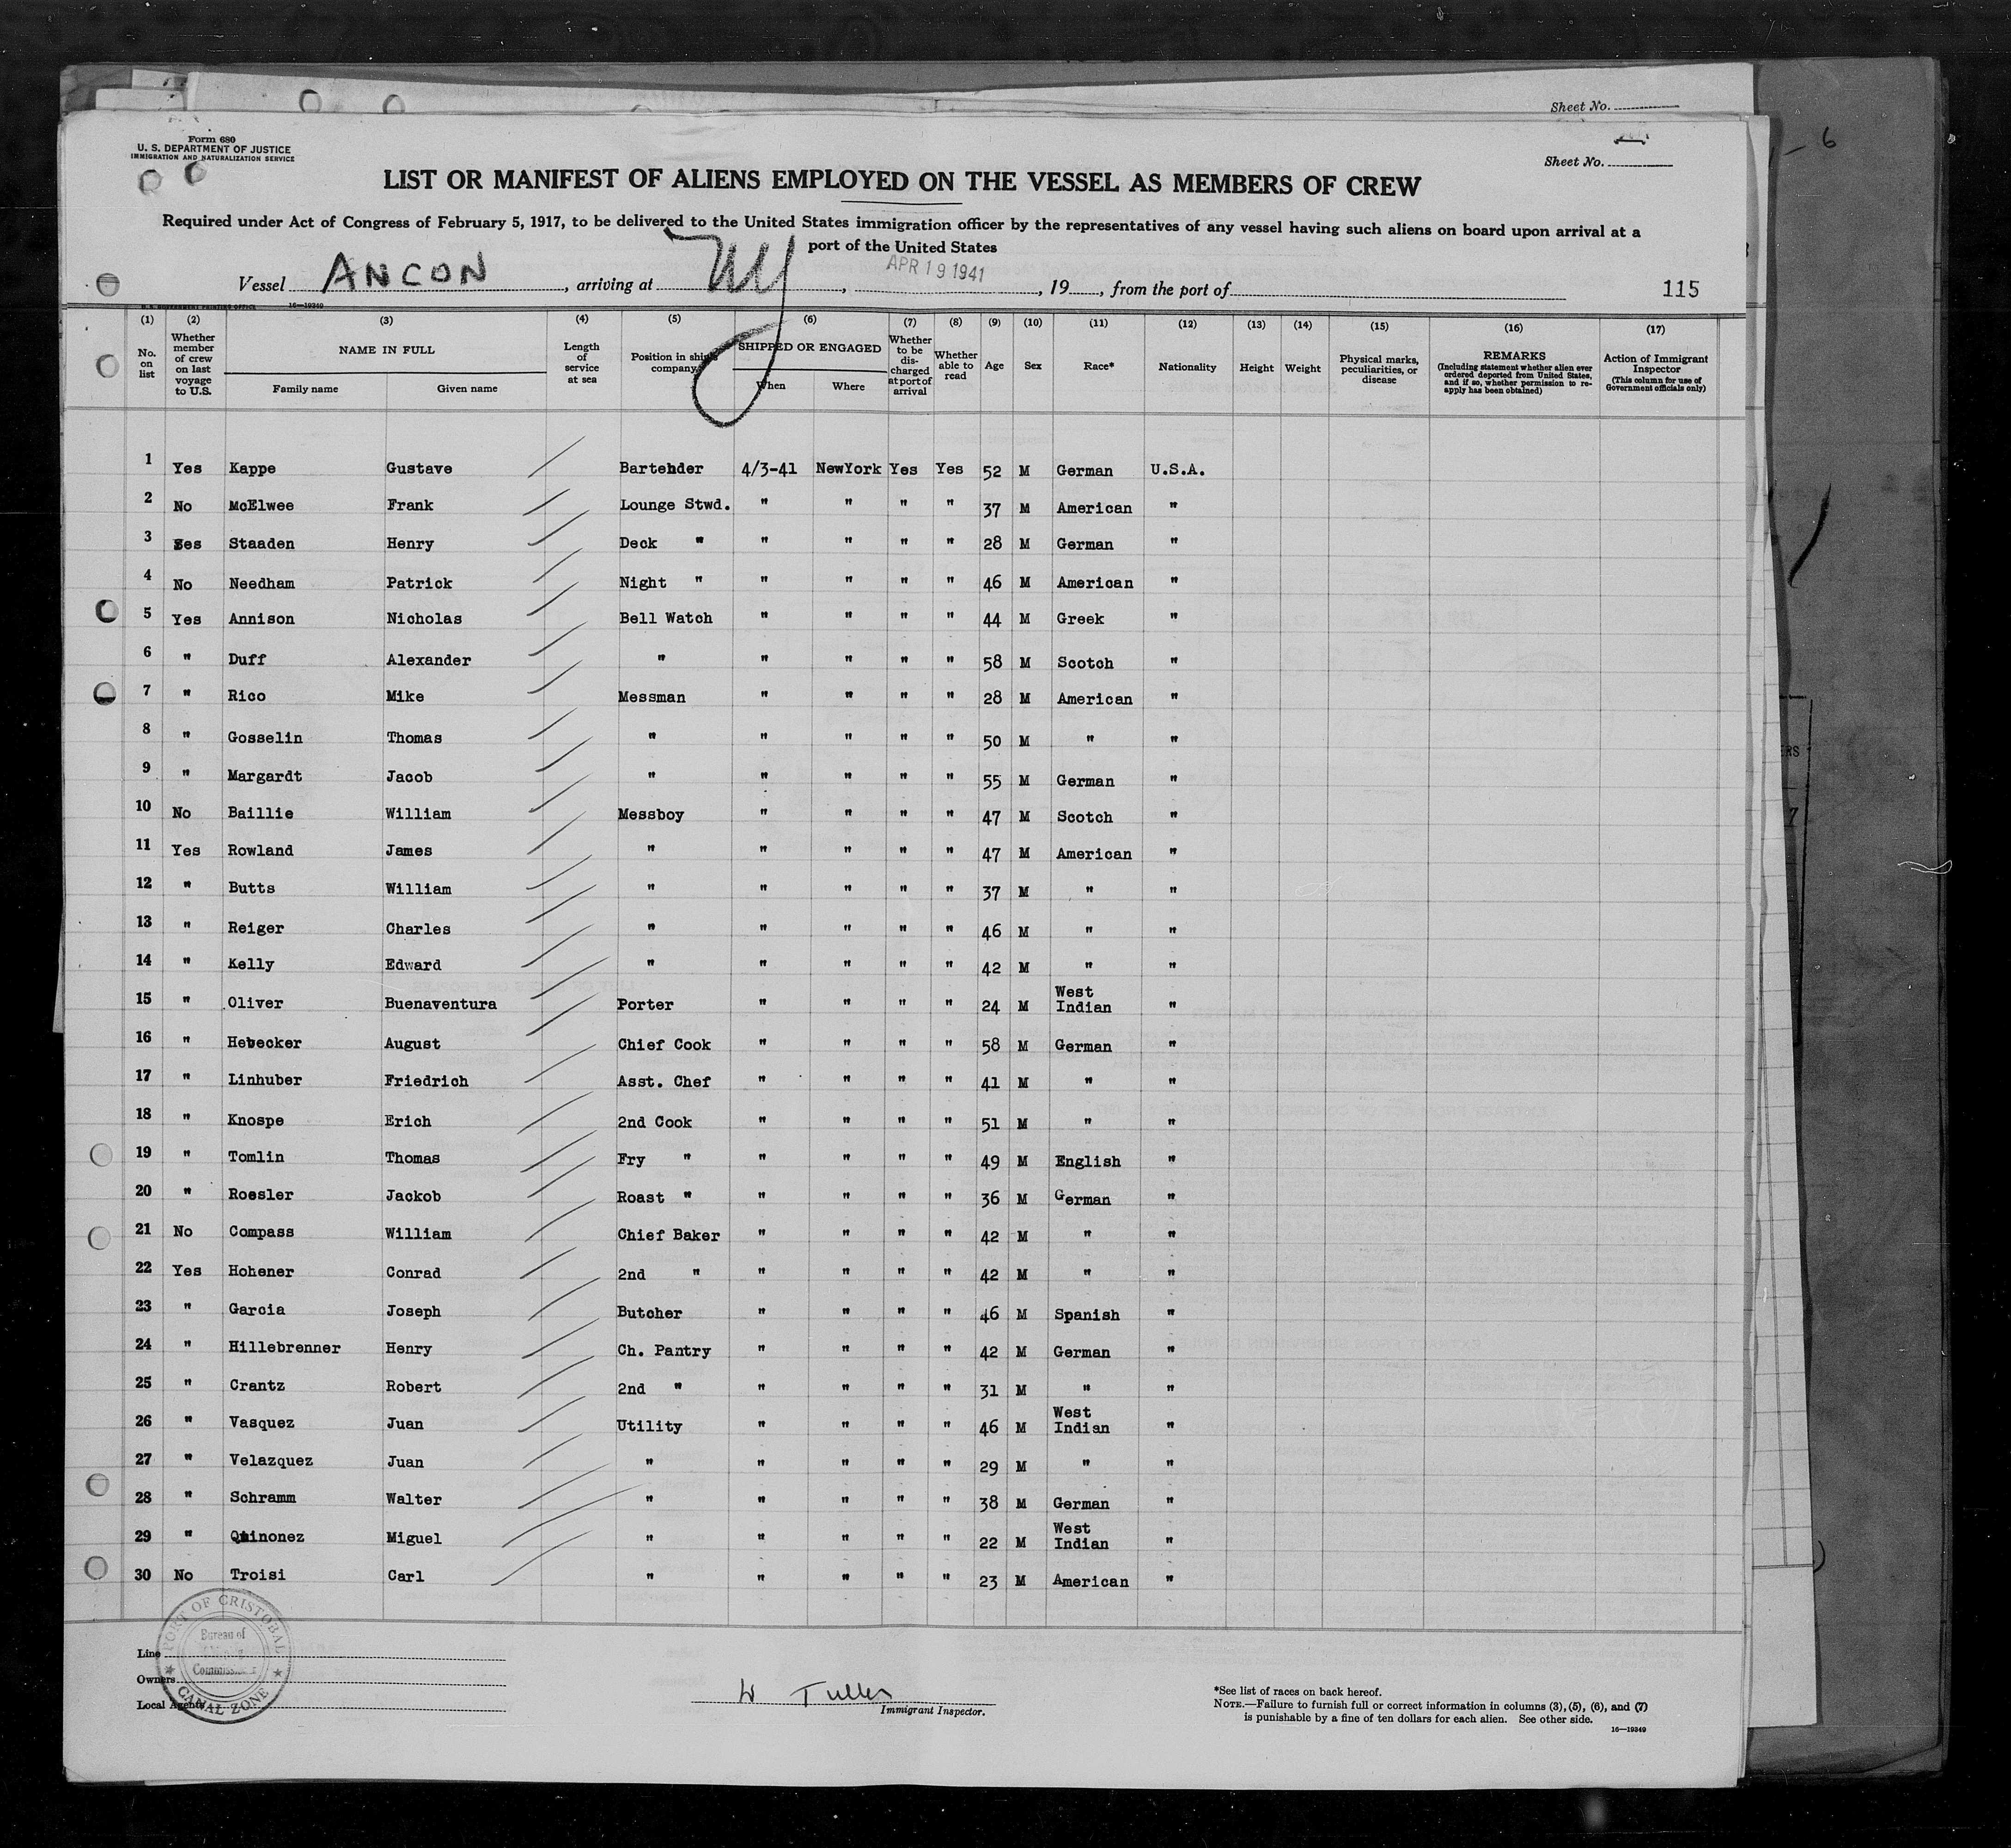 Sheet No.
Form 680
U. S. DEPARTMENT OF JUSTICE
IMMIGRATION AND NATURALIZATION SERVICE
Sheet No.
LIST OR MANIFEST OF ALIENS EMPLOYED ON THE VESSEL AS MEMBERS OF CREW
Required under Act of Congress of February 5, 1917, to be delivered to the United States immigration officer by the representatives of any vessel having such aliens on board upon arrival at a
port of the United States
Vessel ANCON, arriving at NY, APR 19 1941, 19, from the port of 115
U. S. GOVERNMENT PRINTING OFFICE 16—19349
(1) (2) (3) (4) (5) (6) (7) (8) (9) (10) (11) (12) (13) (14) (15) (16) (17)
No. on list Whether member of crew on last voyage to U.S. NAME IN FULL Family name Given name Length of service at sea Position in ship's company SHIPPED OR ENGAGED When Where Whether to be discharged at port of arrival Whether able to read Age Sex Race* Nationality Height Weight Physical marks, peculiarities, or disease REMARKS (Including statement whether alien ever ordered deported from United States, and if so, whether permission to reapply has been obtained) Action of Immigrant Inspector (This column for use of Government officials only)
1 Yes Kappe Gustave Bartender 4/3-41 NewYork Yes Yes 52 M German U.S.A.
2 No McElwee Frank Lounge Stwd. " " " " 37 M American "
3 Yes Staaden Henry Deck " " " " " 28 M German "
4 No Needham Patrick Night " " " " " 46 M American "
5 Yes Annison Nicholas Bell Watch " " " " 44 M Greek "
6 " Duff Alexander " " " " " 58 M Scotch "
7 " Rico Mike Messman " " " " 28 M American "
8 " Gosselin Thomas " " " " " 50 M " "
9 " Margardt Jacob " " " " " 55 M German "
10 No Baillie William Messboy " " " " 47 M Scotch "
11 Yes Rowland James " " " " " 47 M American "
12 " Butts William " " " " " 37 M " "
13 " Reiger Charles " " " " " 46 M " "
14 " Kelly Edward " " " " " 42 M " "
15 " Oliver Buenaventura Porter " " " " 24 M West Indian "
16 " Hebecker August Chief Cook " " " " 58 M German "
17 " Linhuber Friedrich Asst. Chef " " " " 41 M " "
18 " Knospe Erich 2nd Cook " " " " 51 M " "
19 " Tomlin Thomas Fry " " " " " 49 M English "
20 " Roesler Jackob Roast " " " " " 36 M German "
21 No Compass William Chief Baker " " " " 42 M " "
22 Yes Hohener Conrad 2nd " " " " " 42 M " "
23 " Garcia Joseph Butcher " " " " 46 M Spanish "
24 " Hillebrenner Henry Ch. Pantry " " " " 42 M German "
25 " Crantz Robert 2nd " " " " " 31 M " "
26 " Vasquez Juan Utility " " " " 46 M West Indian "
27 " Velazquez Juan " " " " " 29 M " "
28 " Schramm Walter " " " " " 38 M German "
29 " Quinonez Miguel " " " " " 22 M West Indian "
30 No Troisi Carl " " " " " 23 M American "
PORT OF CRISTOBAL
Bureau of
CANAL ZONE
Line
Owners
Local Agents
W Tuller
Immigrant Inspector.
*See list of races on back hereof.
NOTE.—Failure to furnish full or correct information in columns (3), (5), (6), and (7)
is punishable by a fine of ten dollars for each alien. See other side.
16—19349